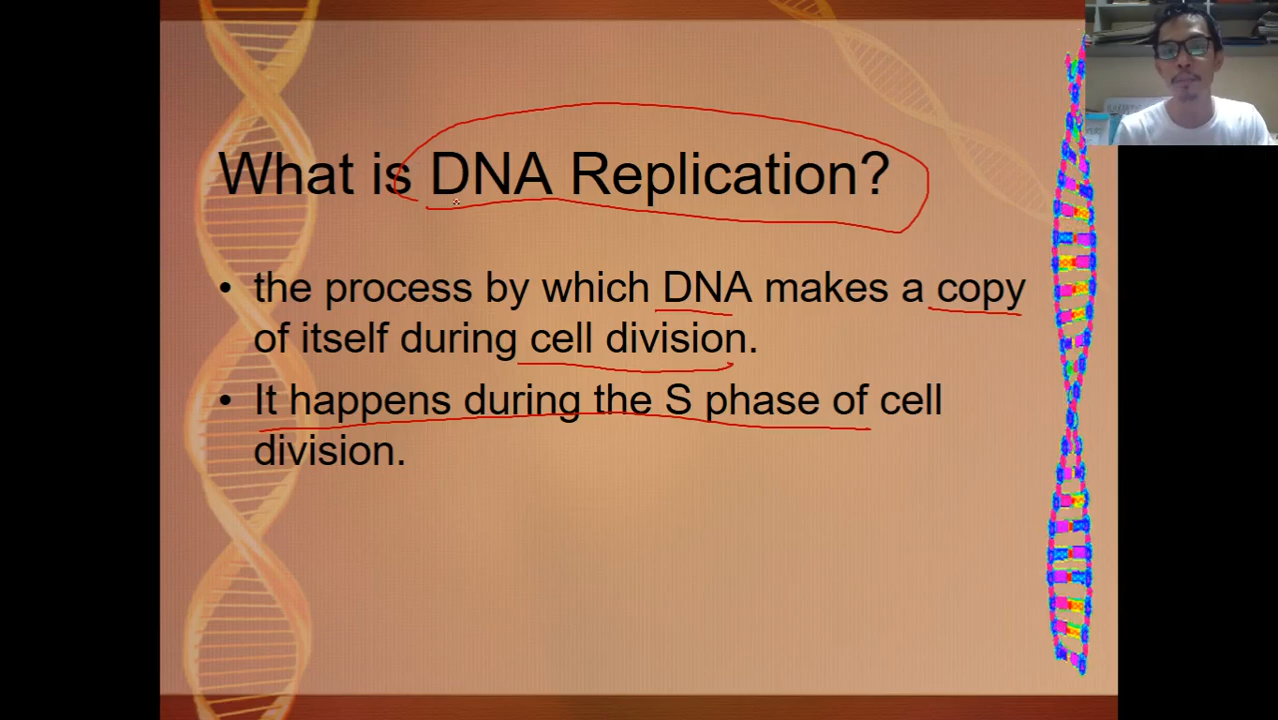 What is DNA Replication?
• the process by which DNA makes a copy
of itself during cell division.
• It happens during the S phase of cell
division.